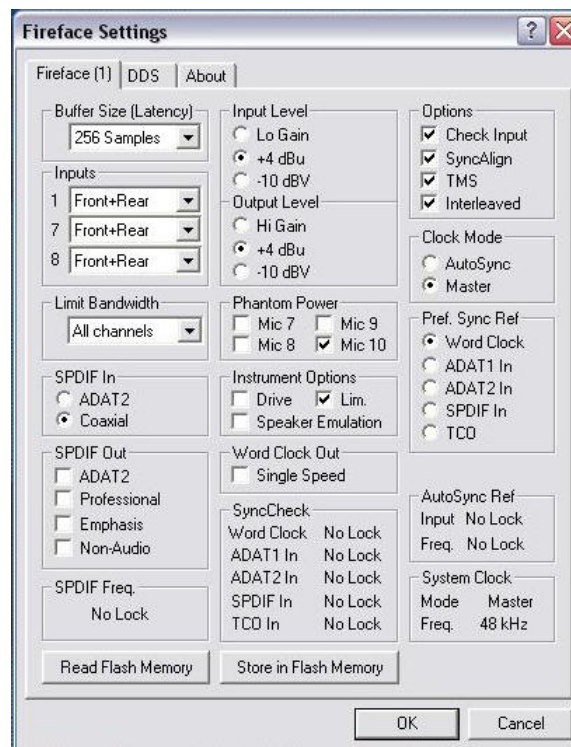 Fireface Settings
Fireface (1)
DDS
About
Buffer Size (Latency)
256 Samples
Inputs
1 Front+Rear
7 Front+Rear
8 Front+Rear
Limit Bandwidth
All channels
SPDIF In
ADAT2
Coaxial
SPDIF Out
ADAT2
Professional
Emphasis
Non-Audio
SPDIF Freq.
No Lock
Input Level
Lo Gain
+4 dBu
-10 dBV
Output Level
Hi Gain
+4 dBu
-10 dBV
Phantom Power
Mic 7 Mic 9
Mic 8 Mic 10
Instrument Options
Drive Lim.
Speaker Emulation
Word Clock Out
Single Speed
SyncCheck
Word Clock No Lock
ADAT1 In No Lock
ADAT2 In No Lock
SPDIF In No Lock
TCO In No Lock
Options
Check Input
SyncAlign
TMS
Interleaved
Clock Mode
AutoSync
Master
Pref. Sync Ref
Word Clock
ADAT1 In
ADAT2 In
SPDIF In
TCO
AutoSync Ref
Input No Lock
Freq. No Lock
System Clock
Mode Master
Freq. 48 kHz
Read Flash Memory
Store in Flash Memory
OK
Cancel